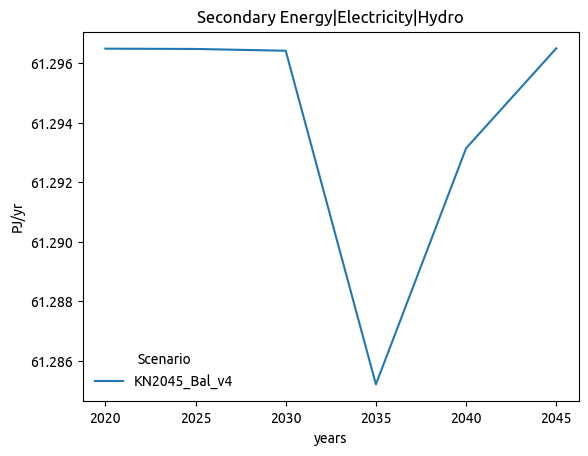 Secondary Energy|Electricity|Hydro
61.296
61.294
61.292
61.290
61.288
61.286
PJ/yr
Scenario
KN2045_Bal_v4
2020 2025 2030 2035 2040 2045
years